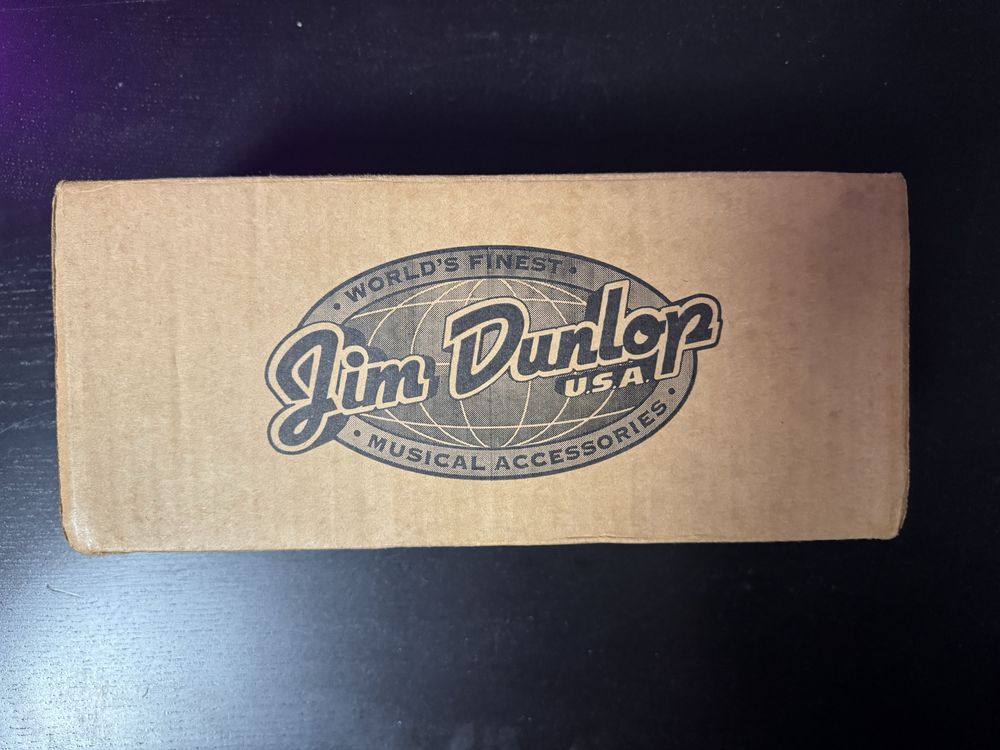 • WORLD'S FINEST •
Jim Dunlop
U.S.A.
• MUSICAL ACCESSORIES •